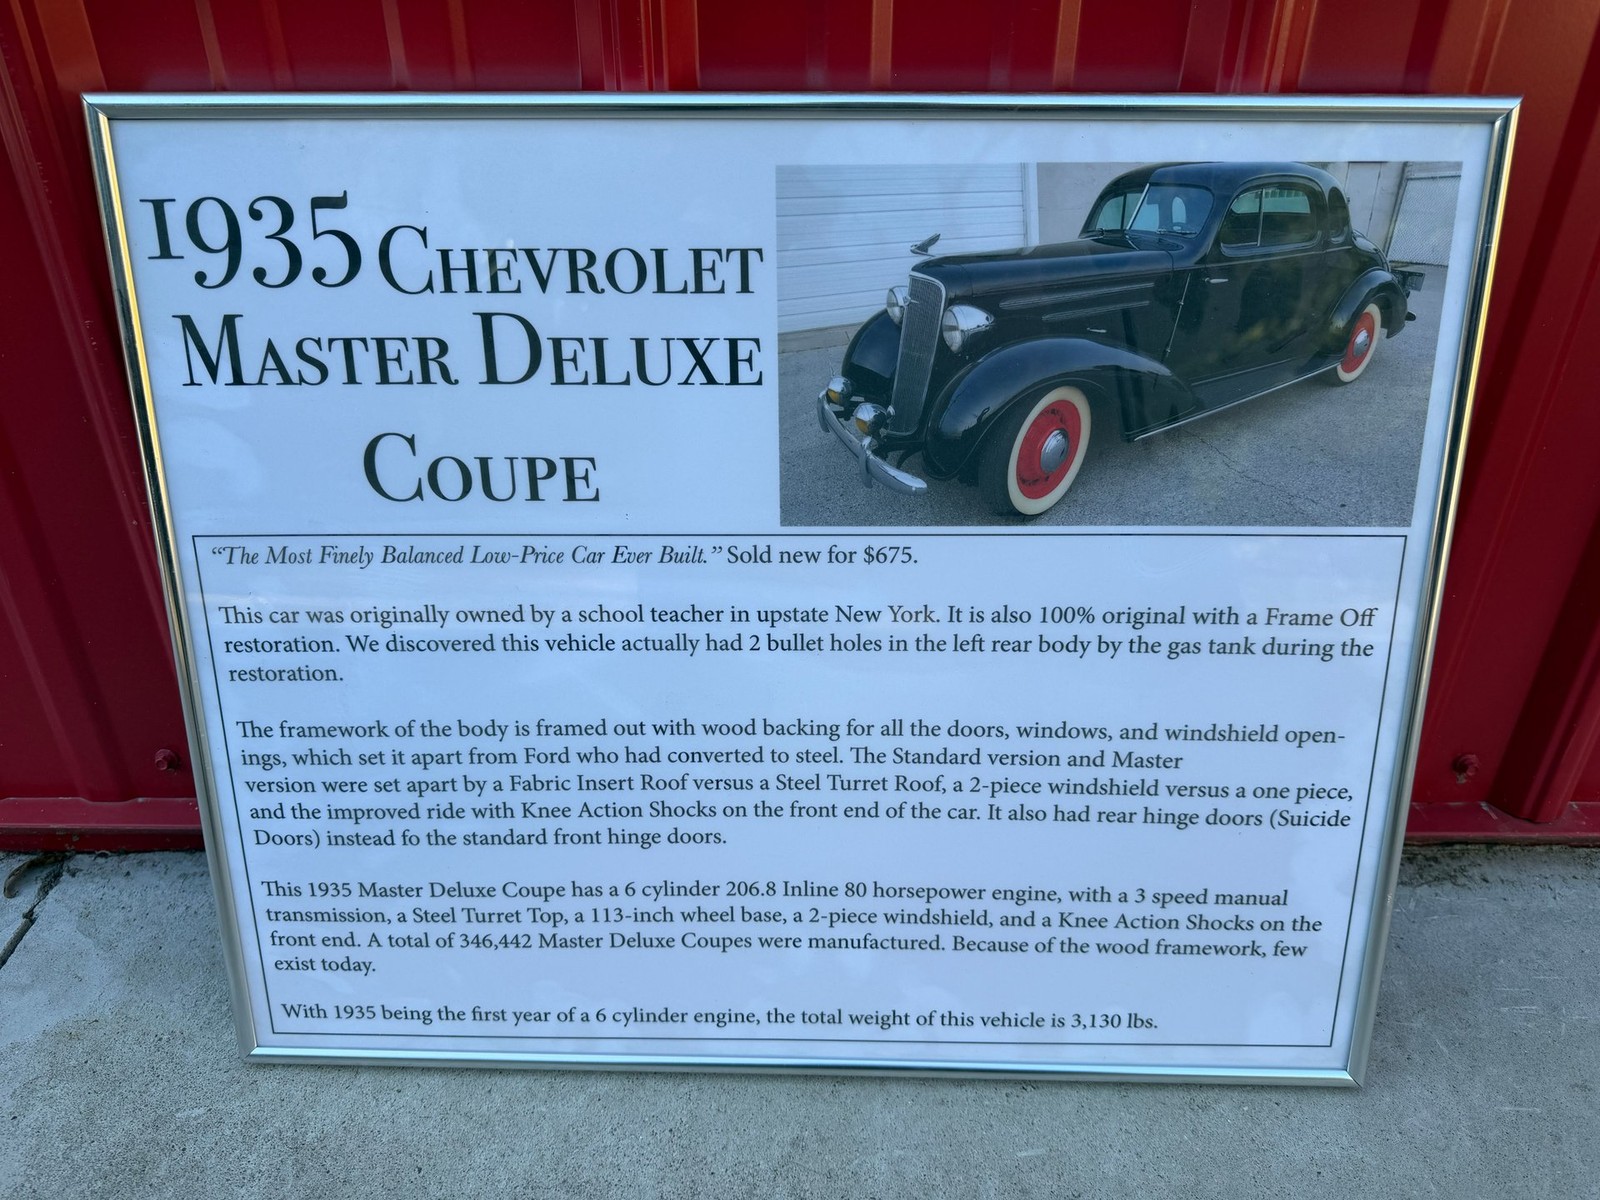 1935 Chevrolet
Master Deluxe
Coupe
“The Most Finely Balanced Low-Price Car Ever Built.” Sold new for $675.
This car was originally owned by a school teacher in upstate New York. It is also 100% original with a Frame Off
restoration. We discovered this vehicle actually had 2 bullet holes in the left rear body by the gas tank during the
restoration.
The framework of the body is framed out with wood backing for all the doors, windows, and windshield open-
ings, which set it apart from Ford who had converted to steel. The Standard version and Master
version were set apart by a Fabric Insert Roof versus a Steel Turret Roof, a 2-piece windshield versus a one piece,
and the improved ride with Knee Action Shocks on the front end of the car. It also had rear hinge doors (Suicide
Doors) instead fo the standard front hinge doors.
This 1935 Master Deluxe Coupe has a 6 cylinder 206.8 Inline 80 horsepower engine, with a 3 speed manual
transmission, a Steel Turret Top, a 113-inch wheel base, a 2-piece windshield, and a Knee Action Shocks on the
front end. A total of 346,442 Master Deluxe Coupes were manufactured. Because of the wood framework, few
exist today.
With 1935 being the first year of a 6 cylinder engine, the total weight of this vehicle is 3,130 lbs.